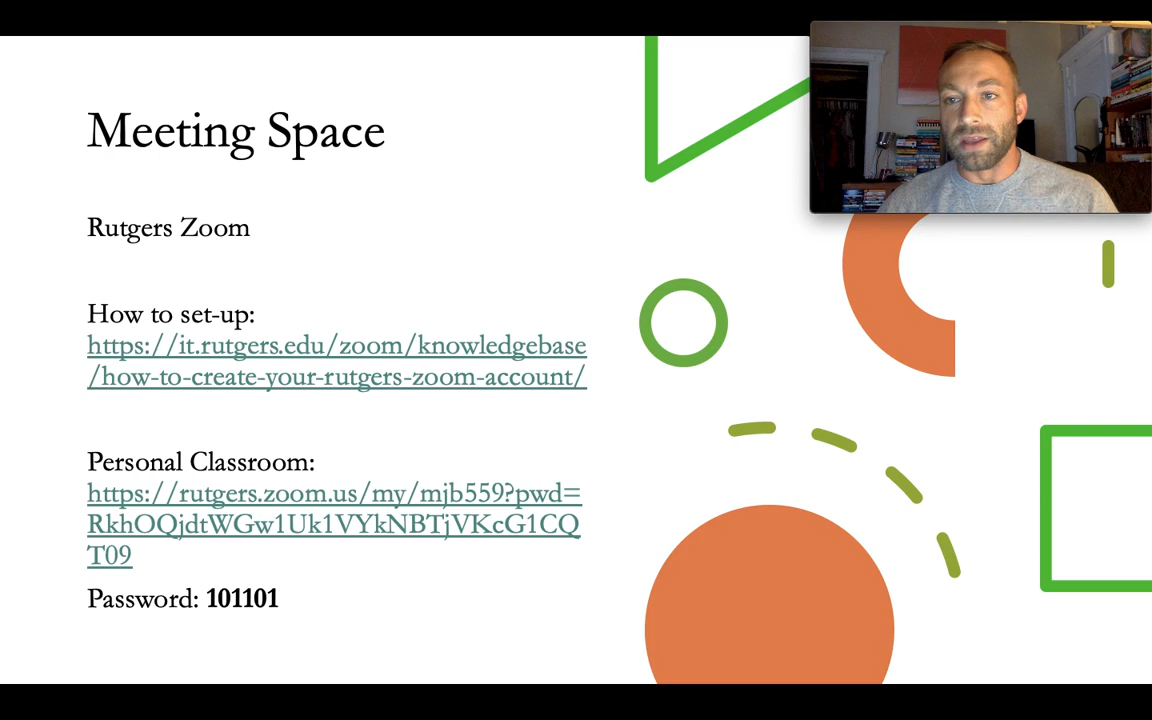 Meeting Space
Rutgers Zoom
How to set-up:
https://it.rutgers.edu/zoom/knowledgebase
/how-to-create-your-rutgers-zoom-account/
Personal Classroom:
https://rutgers.zoom.us/my/mjb559?pwd=
RkhOQjdtWGw1Uk1VYkNBTjVKcG1CQ
T09
Password: 101101